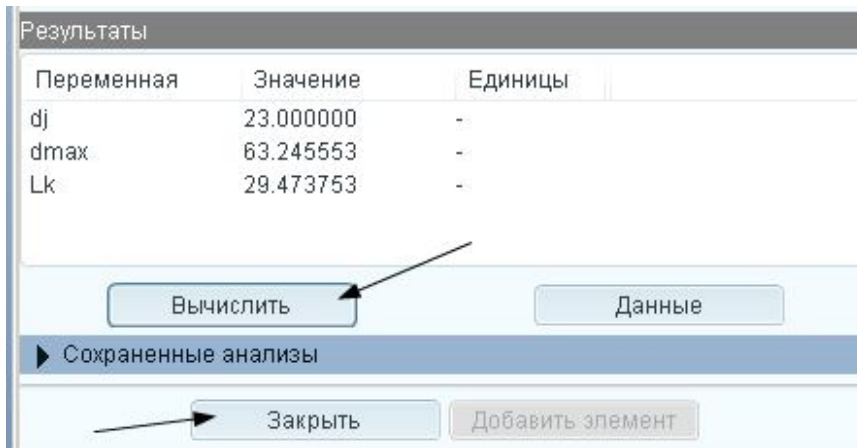 Результаты
Переменная Значение Единицы
dj 23.000000 -
dmax 63.245553 -
Lk 29.473753 -
Вычислить Данные
Сохраненные анализы
Закрыть Добавить элемент